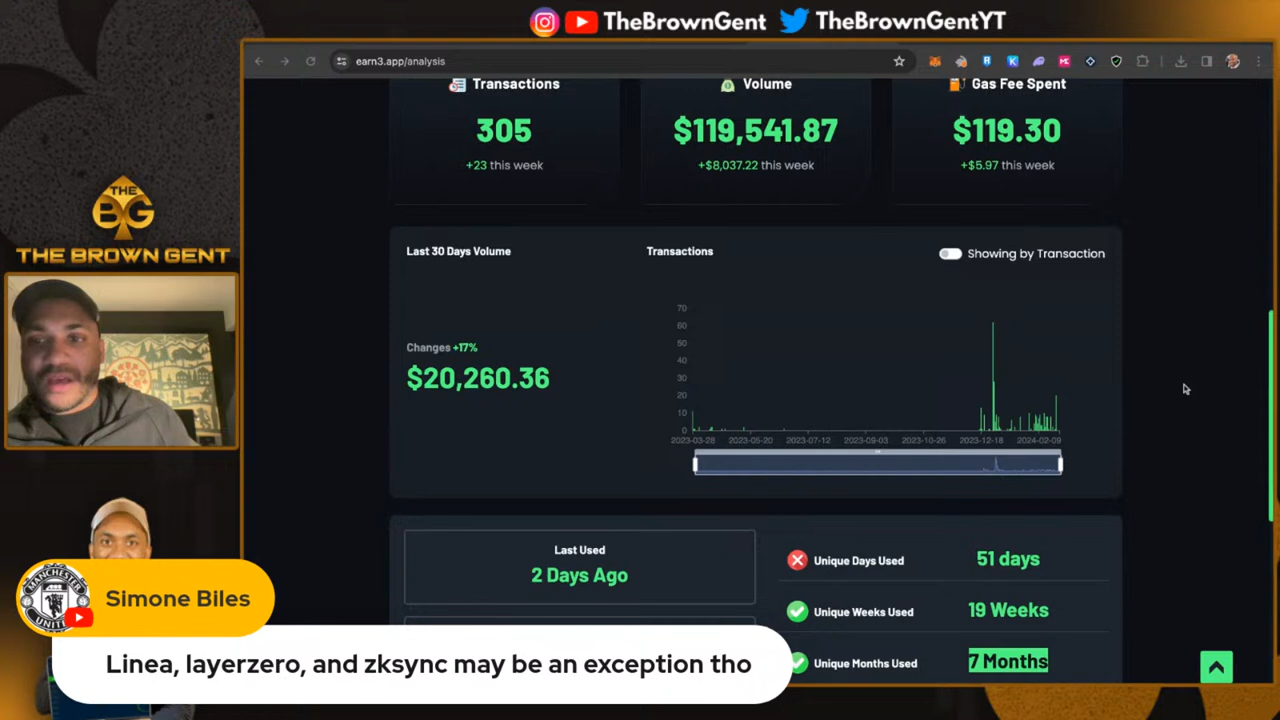 TheBrownGent TheBrownGentYT
earn3.app/analysis
Transactions Volume Gas Fee Spent
305 $119,541.87 $119.30
+23 this week +$8,037.22 this week +$5.97 this week
THE
BG
THE BROWN GENT
Last 30 Days Volume Transactions Showing by Transaction
Changes +17%
$20,260.36
70
60
50
40
30
20
10
0
2023-03-28 2023-05-20 2023-07-12 2023-09-03 2023-10-26 2023-12-18 2024-02-09
Last Used
2 Days Ago
Unique Days Used 51 days
Unique Weeks Used 19 Weeks
Unique Months Used 7 Months
MANCHESTER
UNITED
Simone Biles
Linea, layerzero, and zksync may be an exception tho